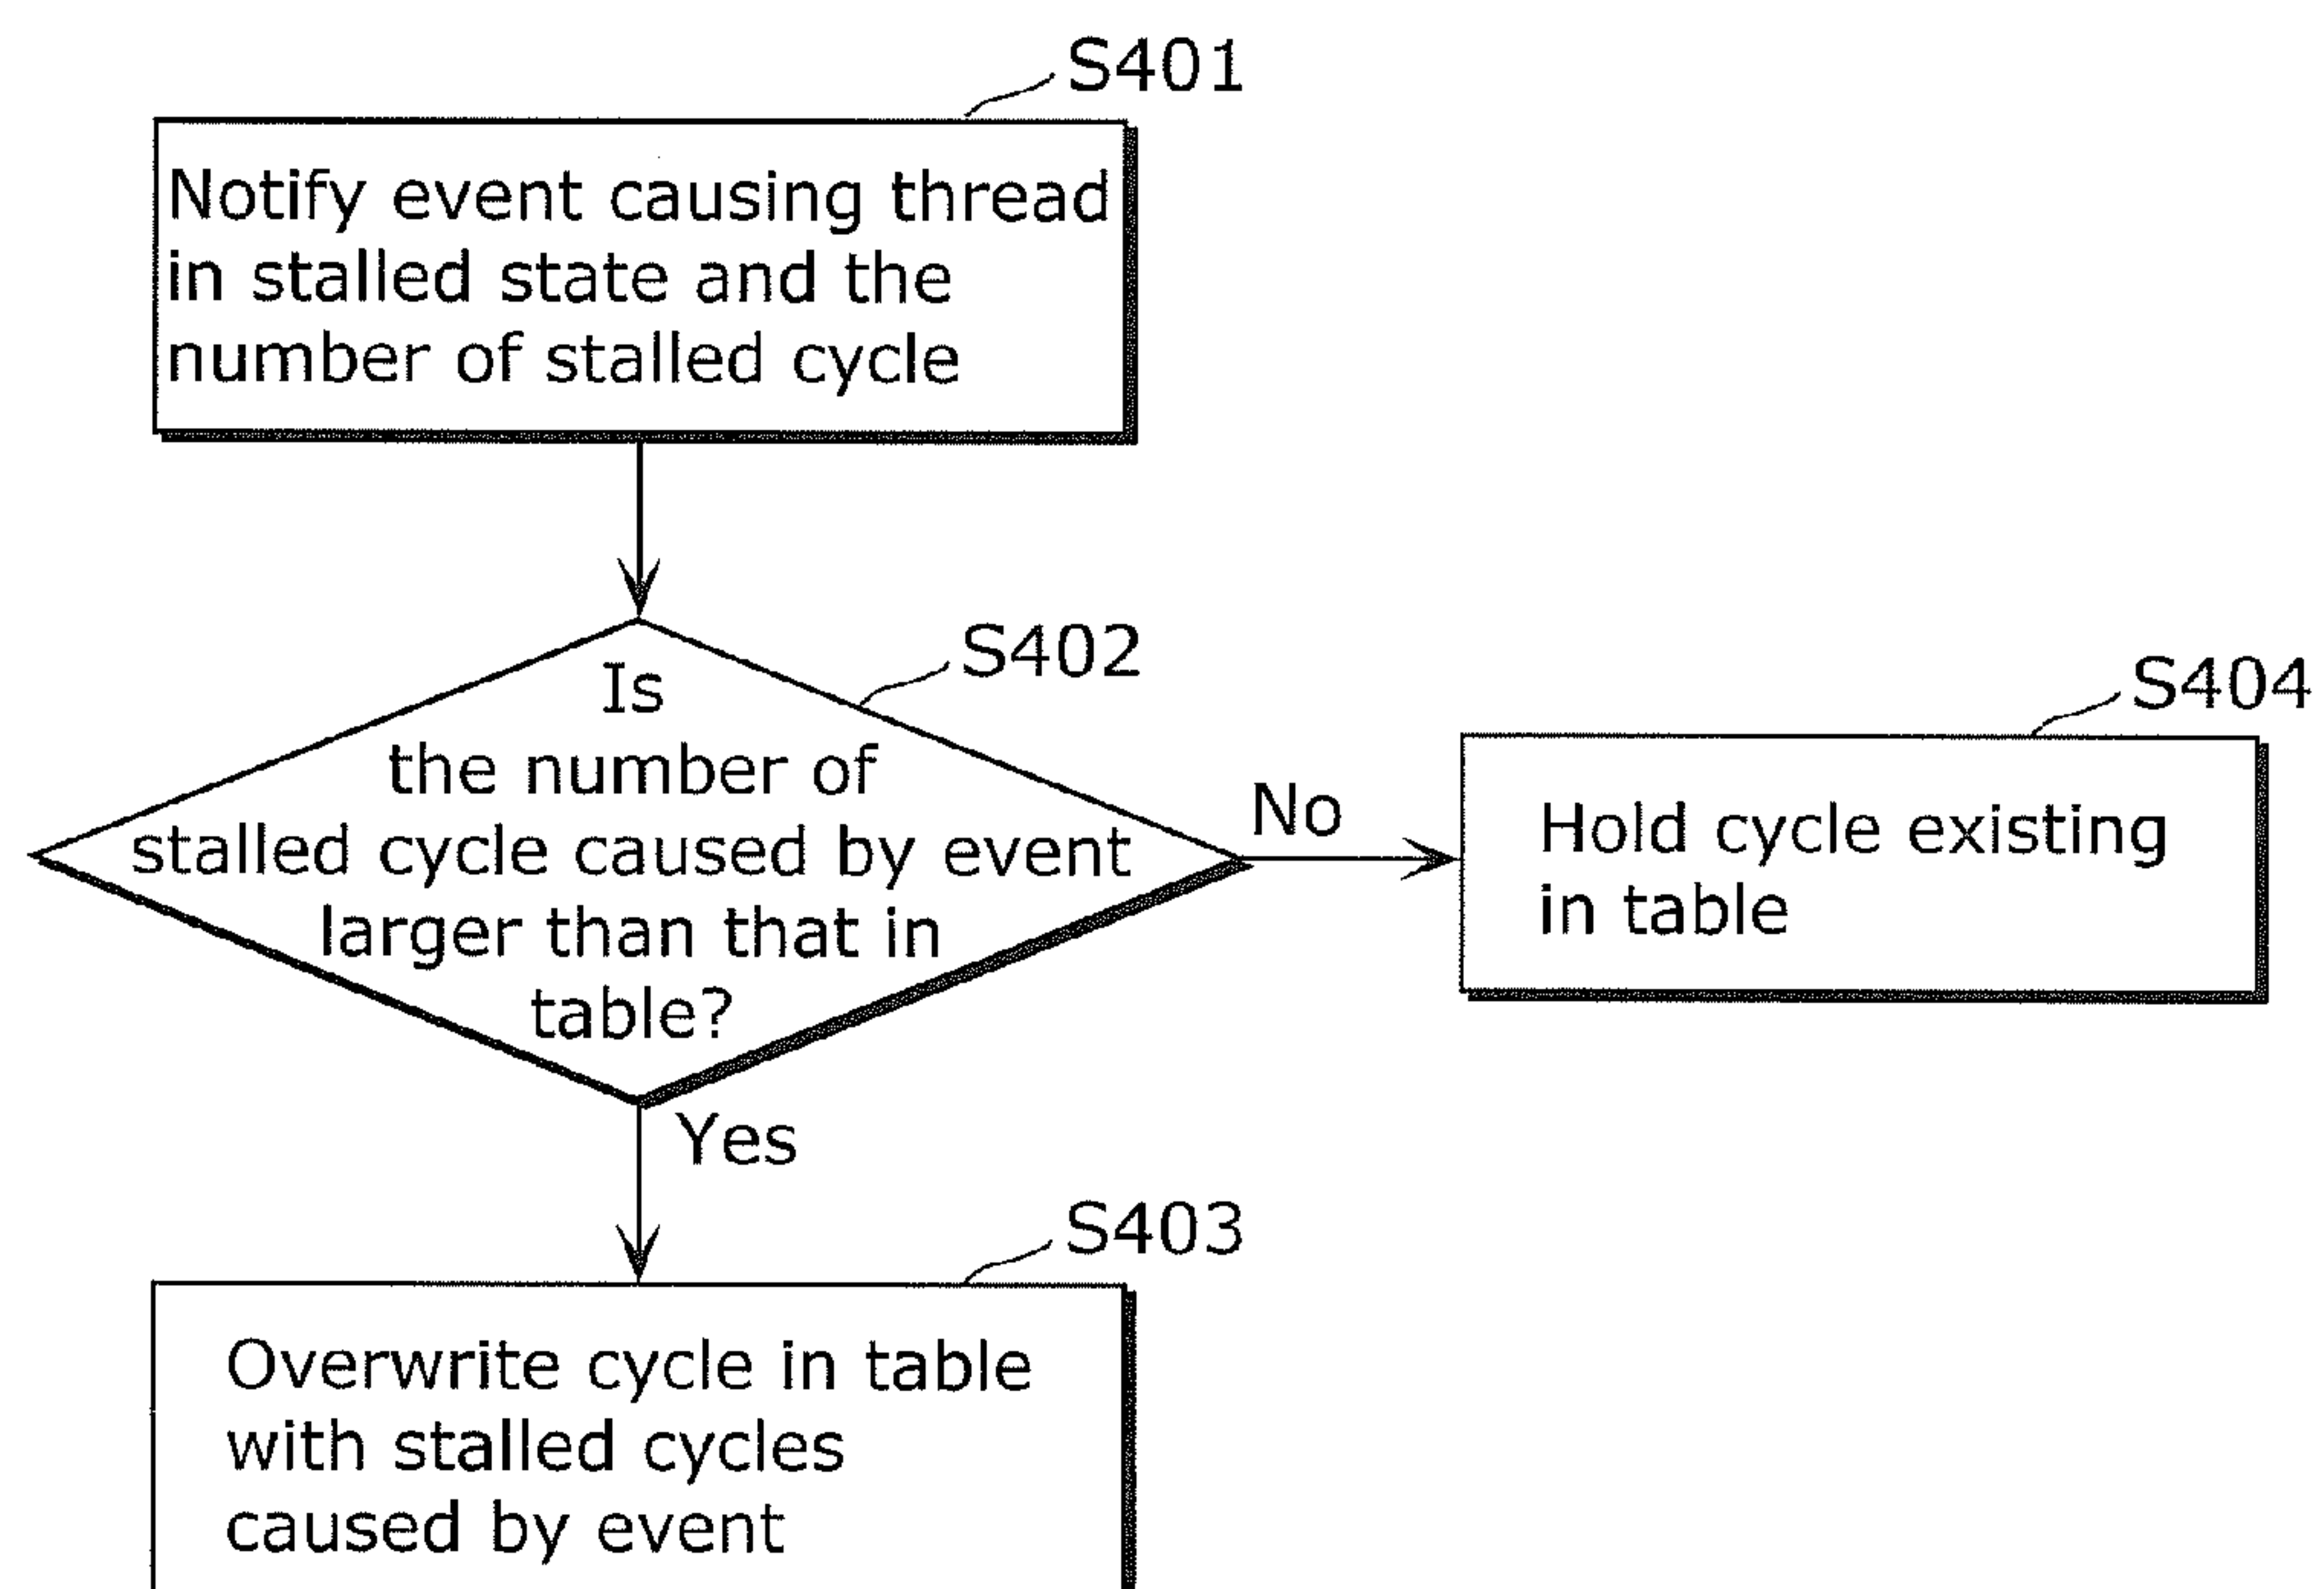 S401
Notify event causing thread
in stalled state and the
number of stalled cycle
S402
Is
the number of
stalled cycle caused by event
larger than that in
table?
No
S404
Hold cycle existing
in table
Yes
S403
Overwrite cycle in table
with stalled cycles
caused by event